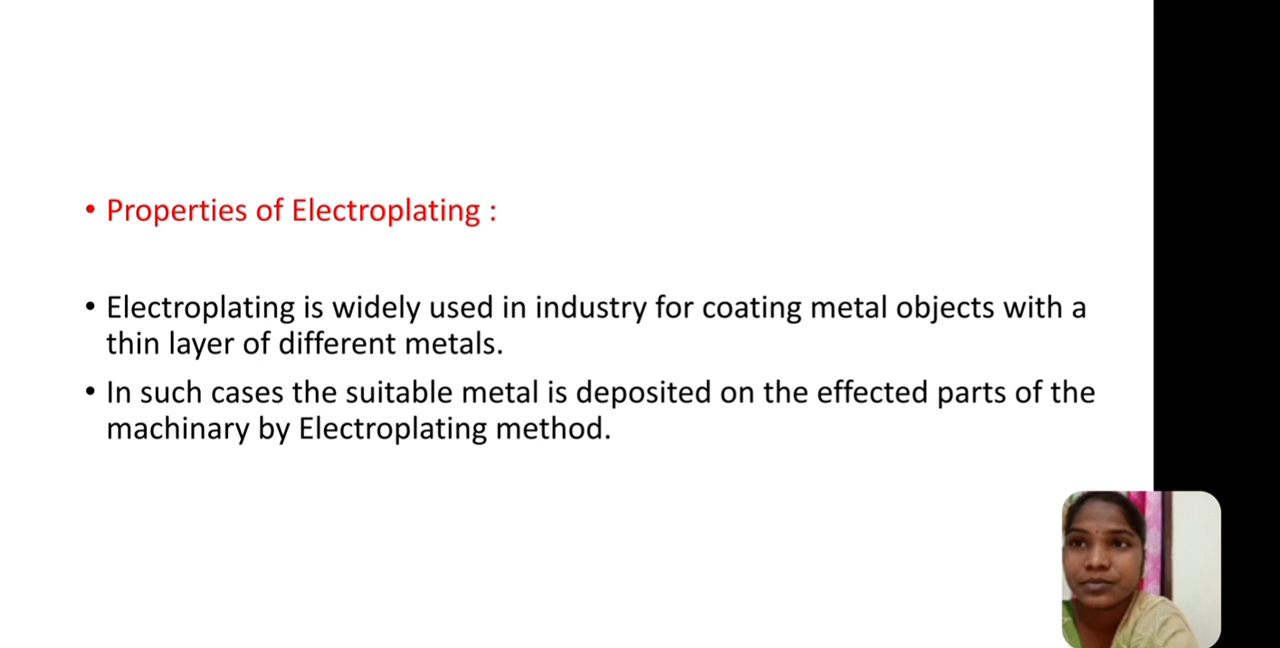 • Properties of Electroplating :
• Electroplating is widely used in industry for coating metal objects with a
thin layer of different metals.
• In such cases the suitable metal is deposited on the effected parts of the
machinary by Electroplating method.